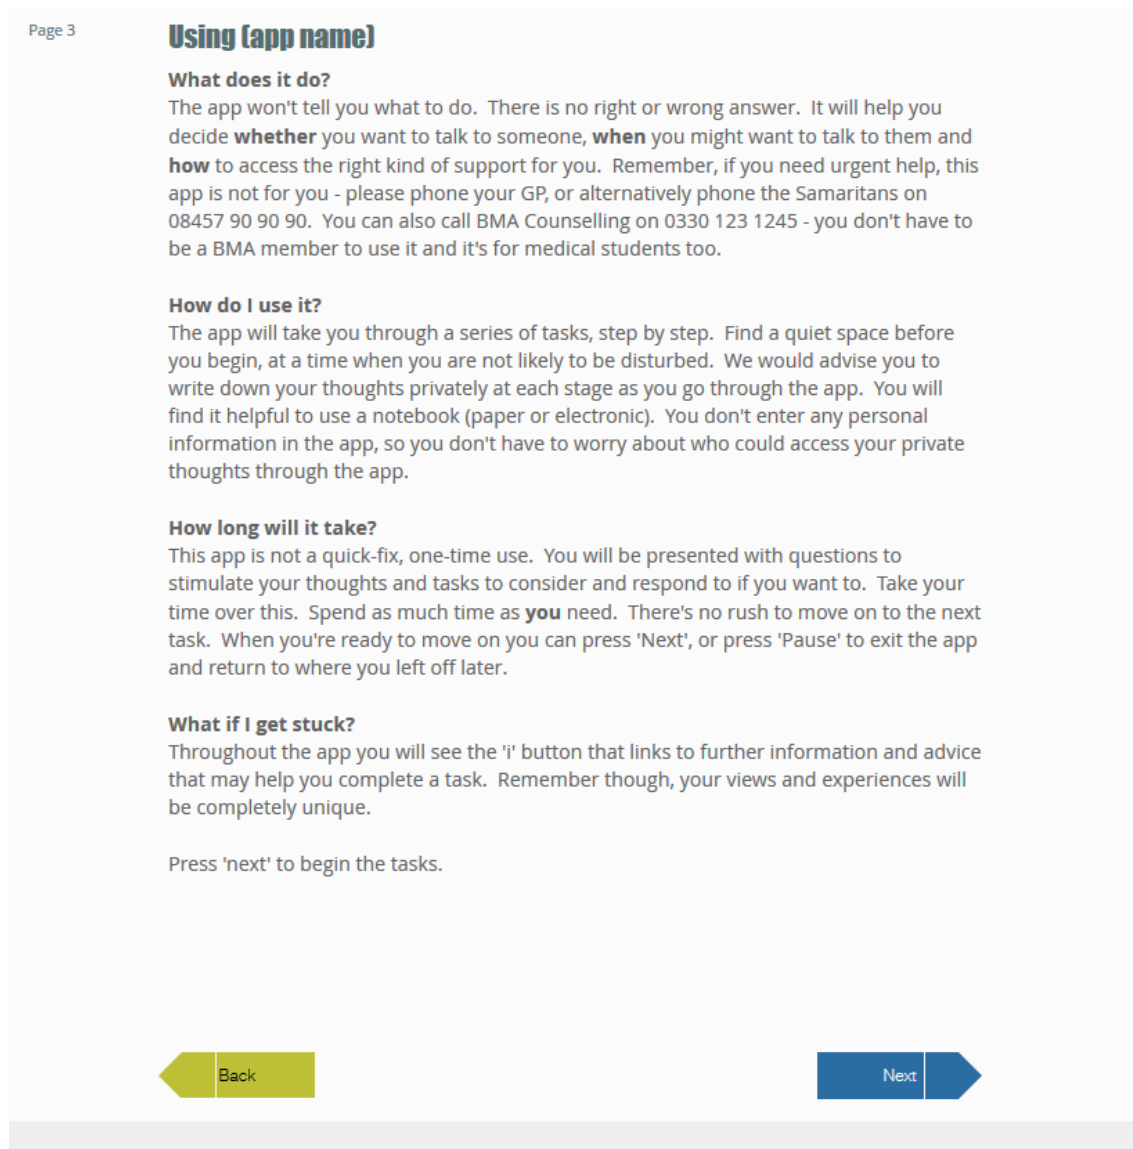 Page 3
Using (app name)
What does it do?
The app won't tell you what to do.  There is no right or wrong answer.  It will help you
decide whether you want to talk to someone, when you might want to talk to them and
how to access the right kind of support for you.  Remember, if you need urgent help, this
app is not for you - please phone your GP, or alternatively phone the Samaritans on
08457 90 90 90.  You can also call BMA Counselling on 0330 123 1245 - you don't have to
be a BMA member to use it and it's for medical students too.
How do I use it?
The app will take you through a series of tasks, step by step.  Find a quiet space before
you begin, at a time when you are not likely to be disturbed.  We would advise you to
write down your thoughts privately at each stage as you go through the app.  You will
find it helpful to use a notebook (paper or electronic).  You don't enter any personal
information in the app, so you don't have to worry about who could access your private
thoughts through the app.
How long will it take?
This app is not a quick-fix, one-time use.  You will be presented with questions to
stimulate your thoughts and tasks to consider and respond to if you want to.  Take your
time over this.  Spend as much time as you need.  There's no rush to move on to the next
task.  When you're ready to move on you can press 'Next', or press 'Pause' to exit the app
and return to where you left off later.
What if I get stuck?
Throughout the app you will see the 'i' button that links to further information and advice
that may help you complete a task.  Remember though, your views and experiences will
be completely unique.
Press 'next' to begin the tasks.
Back
Next